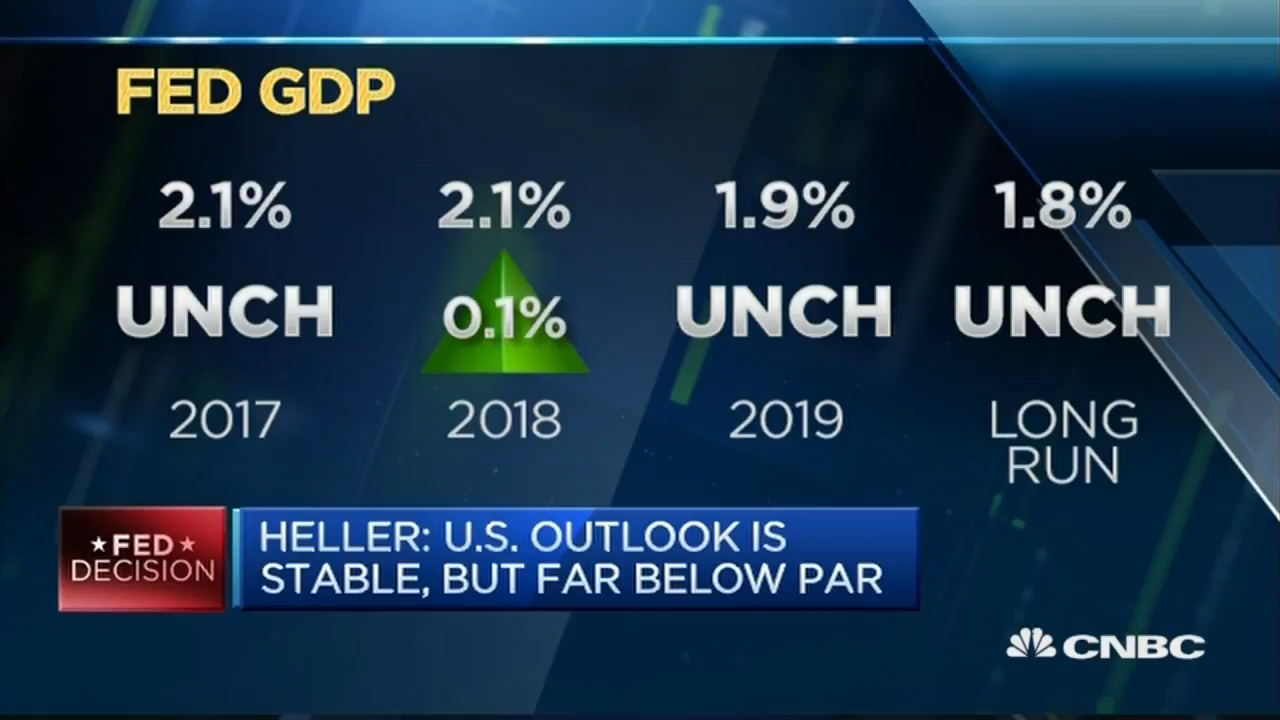 FED GDP
2.1% 2.1% 1.9% 1.8%
UNCH 0.1% UNCH UNCH
2017 2018 2019 LONG
RUN
FED
DECISION
HELLER: U.S. OUTLOOK IS
STABLE, BUT FAR BELOW PAR
CNBC